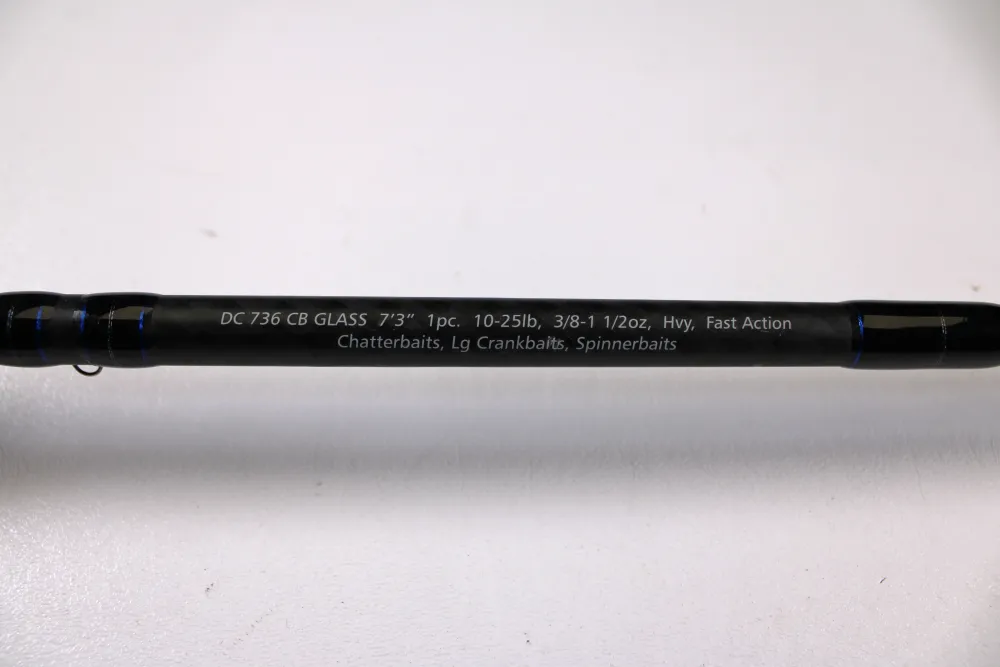 DC 736 CB GLASS 7'3" 1pc. 10-25lb, 3/8-1 1/2oz, Hvy, Fast Action
Chatterbaits, Lg Crankbaits, Spinnerbaits